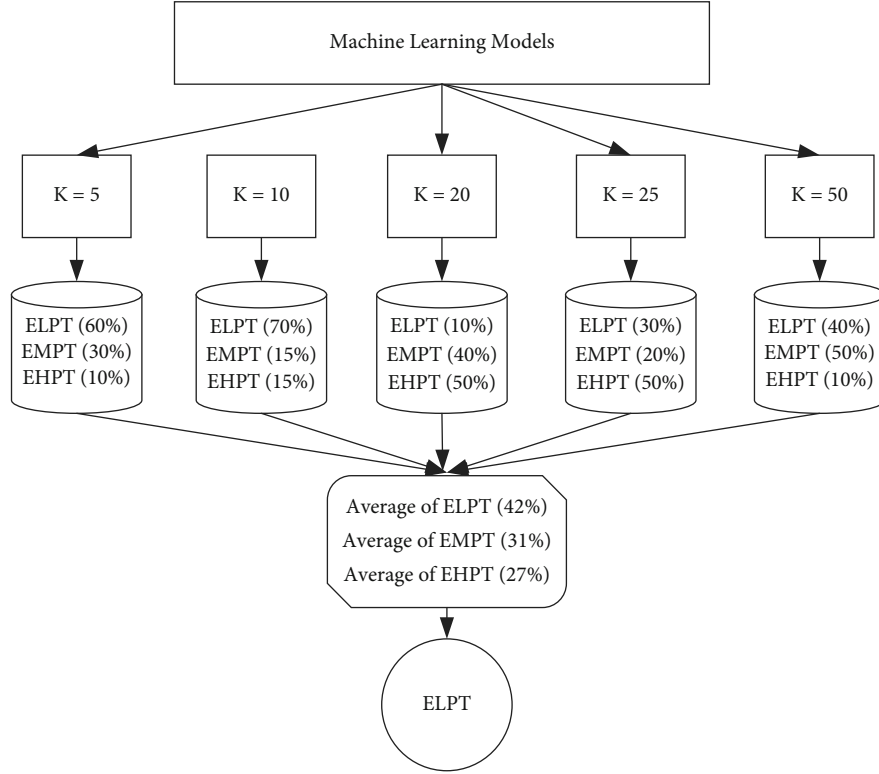 Machine Learning Models
K = 5
K = 10
K = 20
K = 25
K = 50
ELPT (60%)
EMPT (30%)
EHPT (10%)
ELPT (70%)
EMPT (15%)
EHPT (15%)
ELPT (10%)
EMPT (40%)
EHPT (50%)
ELPT (30%)
EMPT (20%)
EHPT (50%)
ELPT (40%)
EMPT (50%)
EHPT (10%)
Average of ELPT (42%)
Average of EMPT (31%)
Average of EHPT (27%)
ELPT